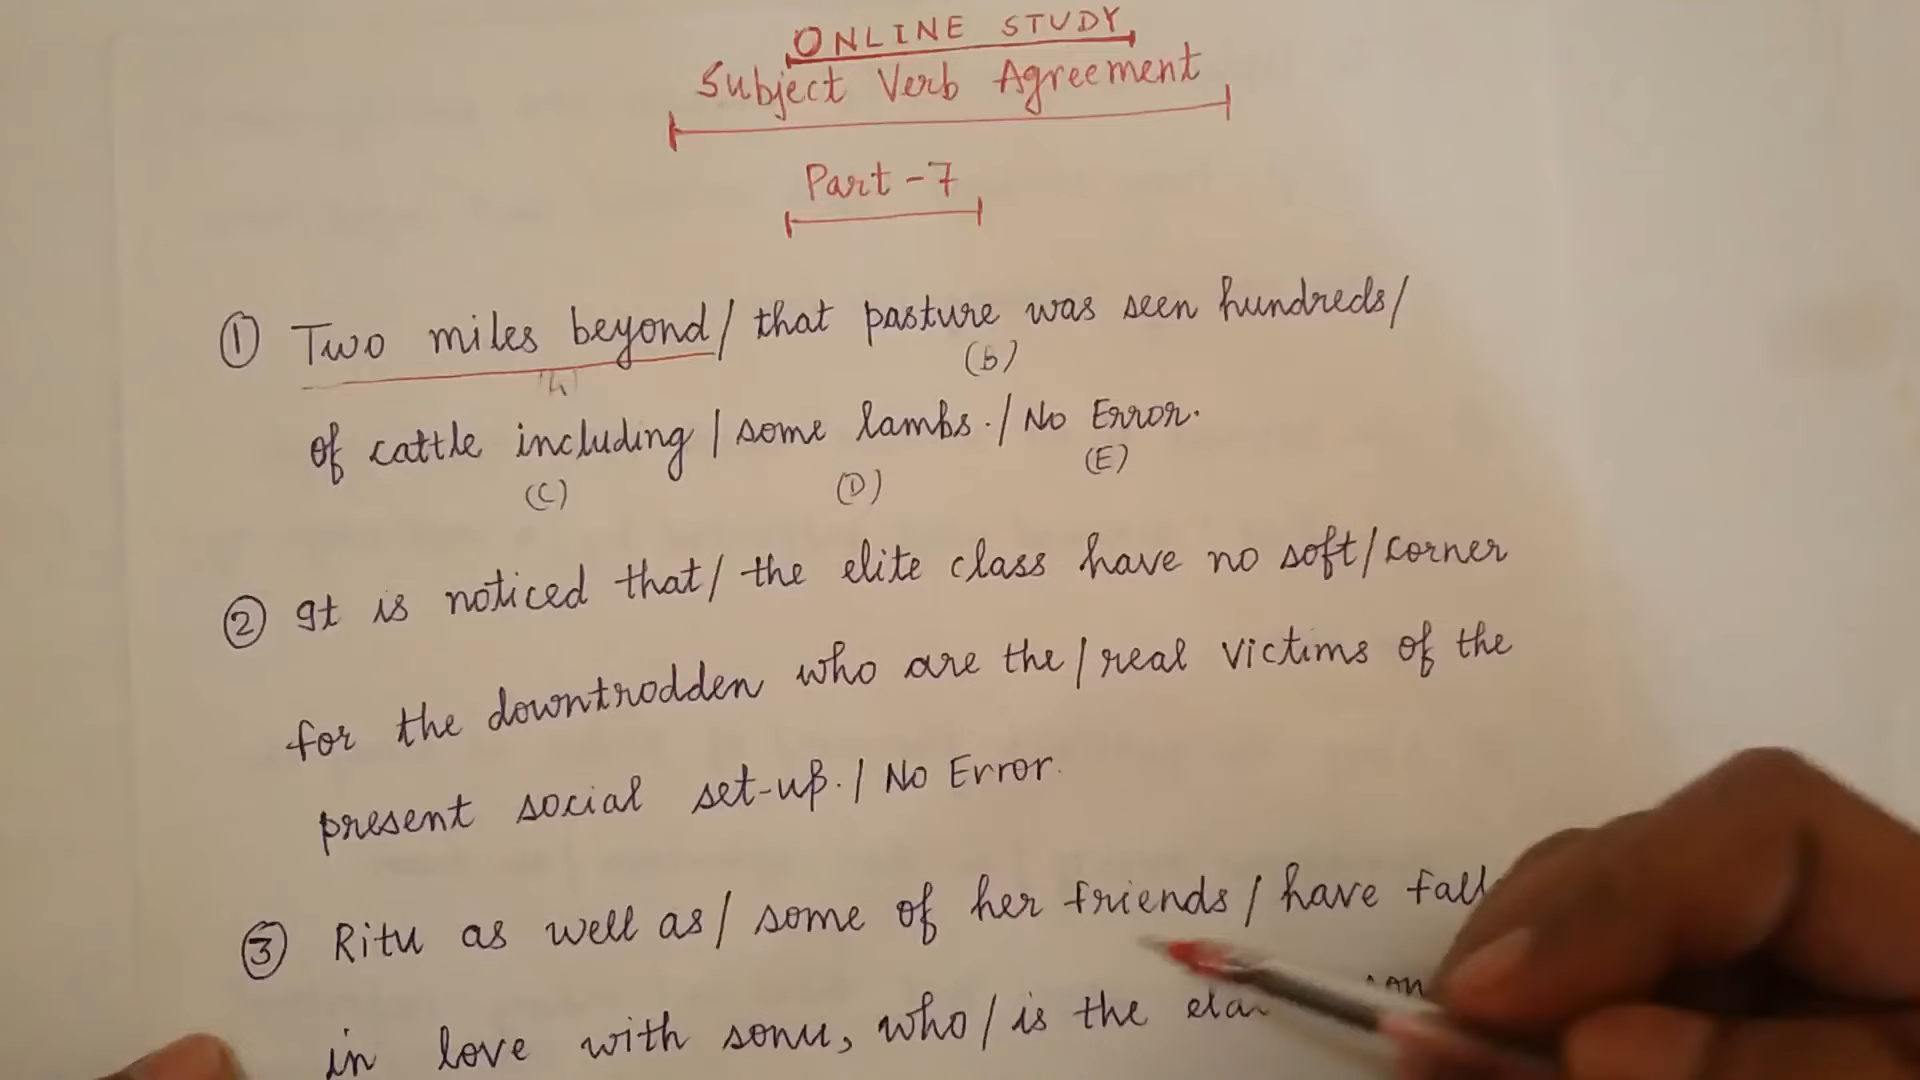 ONLINE STUDY
Subject Verb Agreement
Part-7
① Two miles beyond/ that pasture was seen hundreds/
(A) (B)
of cattle including / some lambs. / No Error.
(C) (D) (E)
② It is noticed that/ the elite class have no soft/corner
for the downtrodden who are the / real victims of the
present social set-up. / No Error.
③ Ritu as well as / some of her friends / have
in love with sonu, who / is the